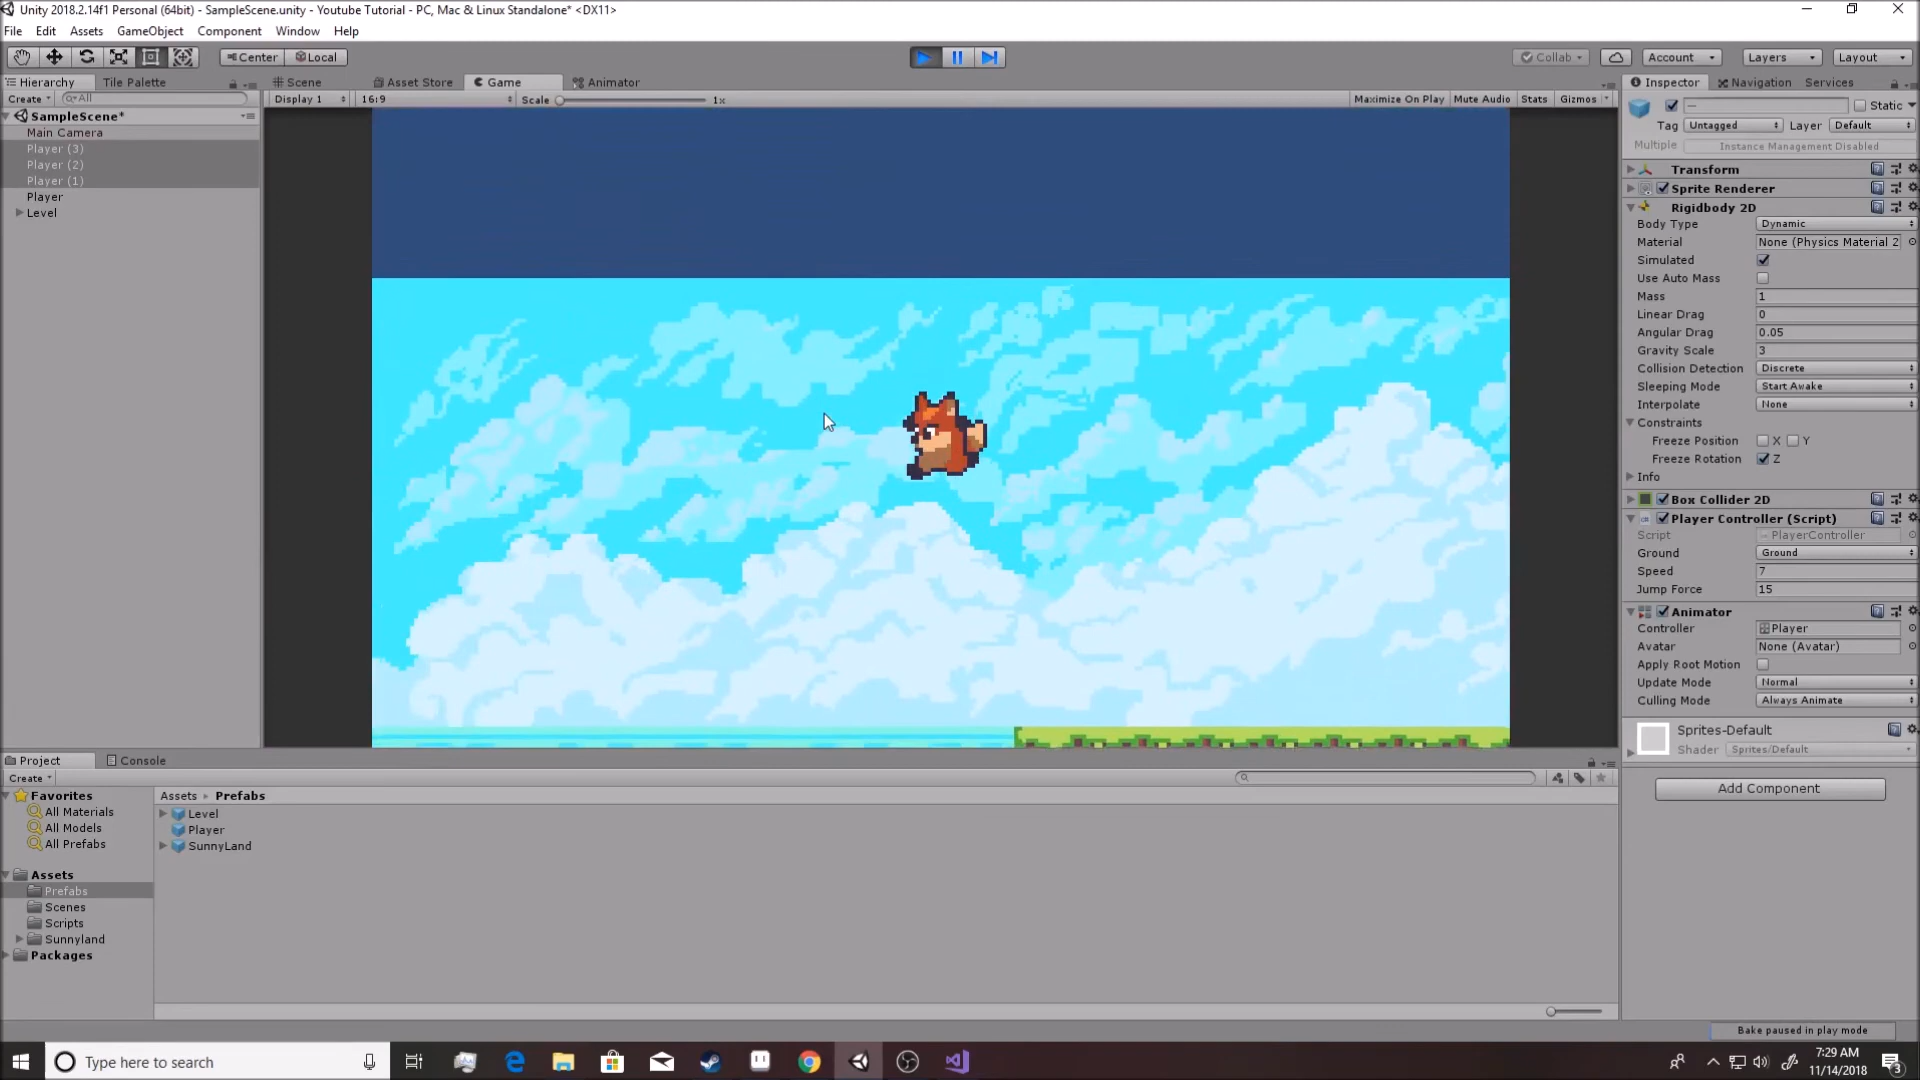 Unity 2018.2.14f1 Personal (64bit) - SampleScene.unity - Youtube Tutorial - PC, Mac & Linux Standalone* <DX11>
File Edit Assets GameObject Component Window Help
Center Local Collab Account Layers Layout
Hierarchy Tile Palette Scene Asset Store Game Animator Inspector Navigation Services
Create All Display 1 16:9 Scale 1x Maximize On Play Mute Audio Stats Gizmos
SampleScene*
Main Camera
Player (3)
Player (2)
Player (1)
Player
Level
— Static
Tag Untagged Layer Default
Multiple Instance Management Disabled
Transform
Sprite Renderer
Rigidbody 2D
Body Type Dynamic
Material None (Physics Material 2
Simulated
Use Auto Mass
Mass 1
Linear Drag 0
Angular Drag 0.05
Gravity Scale 3
Collision Detection Discrete
Sleeping Mode Start Awake
Interpolate None
Constraints
Freeze Position X Y
Freeze Rotation Z
Info
Box Collider 2D
Player Controller (Script)
Script PlayerController
Ground Ground
Speed 7
Jump Force 15
Animator
Controller Player
Avatar None (Avatar)
Apply Root Motion
Update Mode Normal
Culling Mode Always Animate
Sprites-Default
Shader Sprites/Default
Add Component
Project Console
Create
Favorites
All Materials
All Models
All Prefabs
Assets
Prefabs
Scenes
Scripts
Sunnyland
Packages
Assets Prefabs
Level
Player
SunnyLand
Bake paused in play mode
Type here to search
7:29 AM
11/14/2018
3